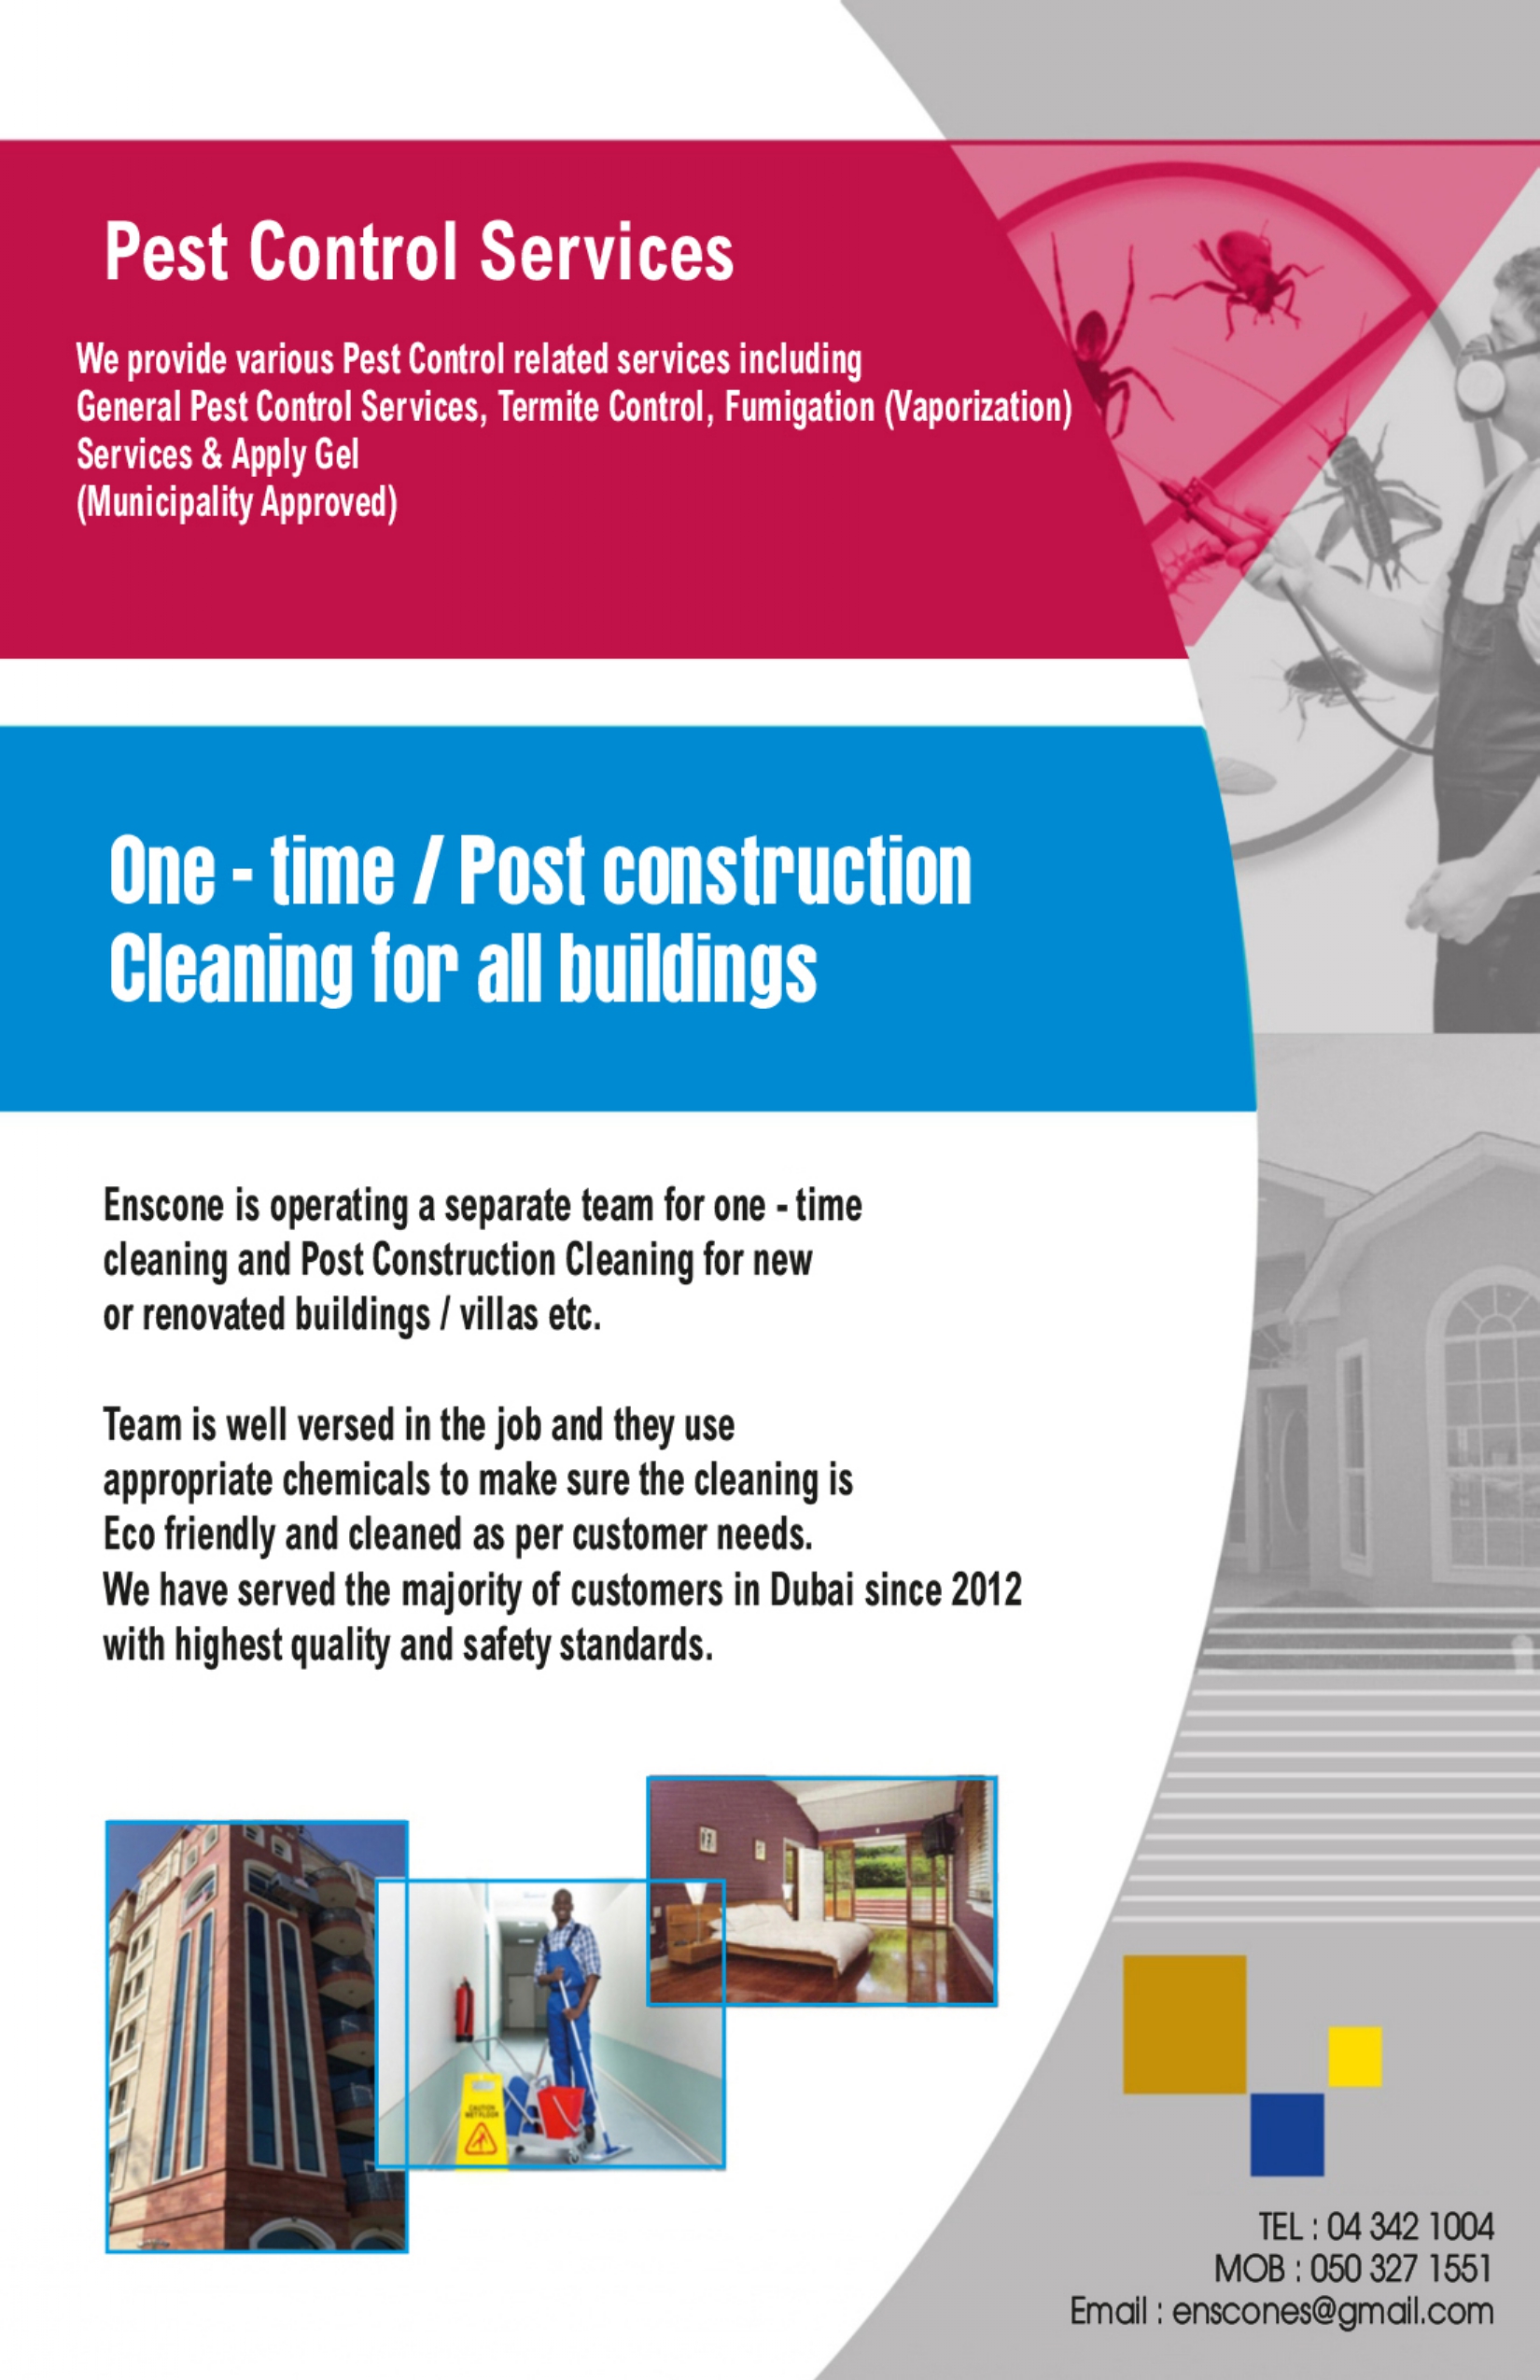 Pest Control Services
We provide various Pest Control related services including
General Pest Control Services, Termite Control, Fumigation (Vaporization)
Services & Apply Gel
(Municipality Approved)
One - time / Post construction
Cleaning for all buildings
Enscone is operating a separate team for one - time
cleaning and Post Construction Cleaning for new
or renovated buildings / villas etc.
Team is well versed in the job and they use
appropriate chemicals to make sure the cleaning is
Eco friendly and cleaned as per customer needs.
We have served the majority of customers in Dubai since 2012
with highest quality and safety standards.
CAUTION
WET FLOOR
TEL : 04 342 1004
MOB : 050 327 1551
Email : enscones@gmail.com